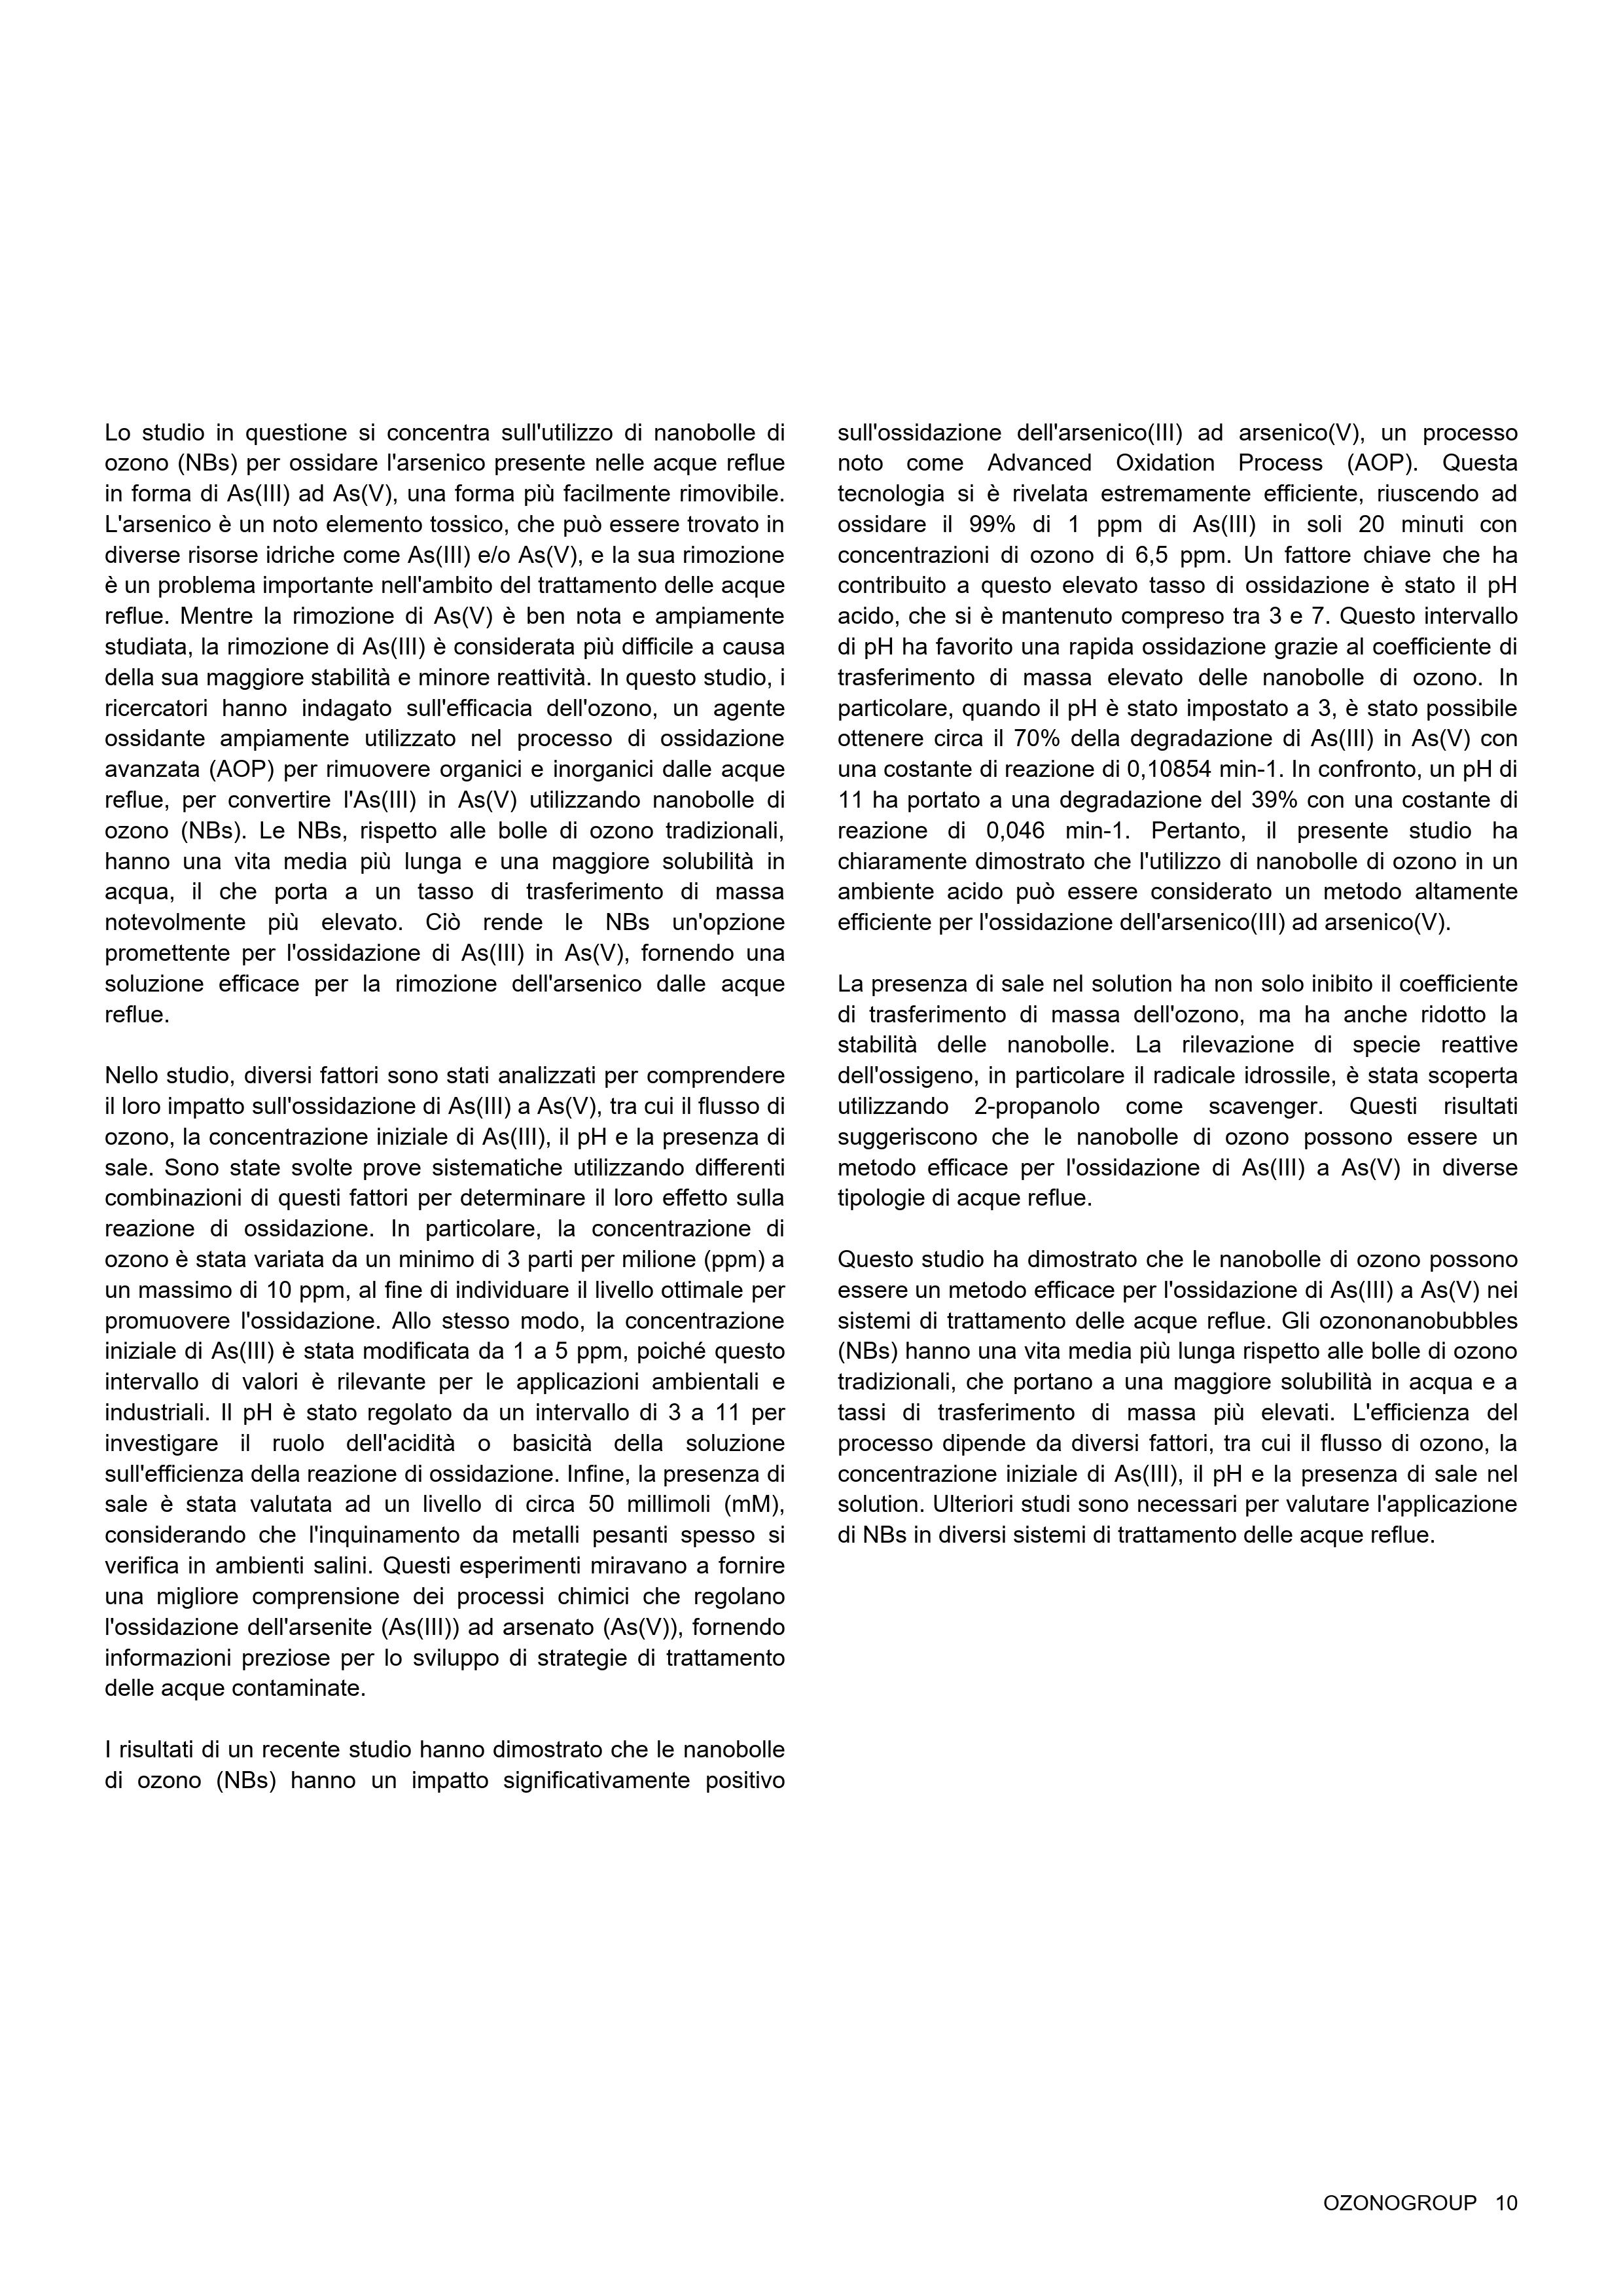 Lo studio in questione si concentra sull'utilizzo di nanobolle di
ozono (NBs) per ossidare l'arsenico presente nelle acque reflue
in forma di As(III) ad As(V), una forma più facilmente rimovibile.
L'arsenico è un noto elemento tossico, che può essere trovato in
diverse risorse idriche come As(III) e/o As(V), e la sua rimozione
è un problema importante nell'ambito del trattamento delle acque
reflue. Mentre la rimozione di As(V) è ben nota e ampiamente
studiata, la rimozione di As(III) è considerata più difficile a causa
della sua maggiore stabilità e minore reattività. In questo studio, i
ricercatori hanno indagato sull'efficacia dell'ozono, un agente
ossidante ampiamente utilizzato nel processo di ossidazione
avanzata (AOP) per rimuovere organici e inorganici dalle acque
reflue, per convertire l'As(III) in As(V) utilizzando nanobolle di
ozono (NBs). Le NBs, rispetto alle bolle di ozono tradizionali,
hanno una vita media più lunga e una maggiore solubilità in
acqua, il che porta a un tasso di trasferimento di massa
notevolmente più elevato. Ciò rende le NBs un'opzione
promettente per l'ossidazione di As(III) in As(V), fornendo una
soluzione efficace per la rimozione dell'arsenico dalle acque
reflue.
Nello studio, diversi fattori sono stati analizzati per comprendere
il loro impatto sull'ossidazione di As(III) a As(V), tra cui il flusso di
ozono, la concentrazione iniziale di As(III), il pH e la presenza di
sale. Sono state svolte prove sistematiche utilizzando differenti
combinazioni di questi fattori per determinare il loro effetto sulla
reazione di ossidazione. In particolare, la concentrazione di
ozono è stata variata da un minimo di 3 parti per milione (ppm) a
un massimo di 10 ppm, al fine di individuare il livello ottimale per
promuovere l'ossidazione. Allo stesso modo, la concentrazione
iniziale di As(III) è stata modificata da 1 a 5 ppm, poiché questo
intervallo di valori è rilevante per le applicazioni ambientali e
industriali. Il pH è stato regolato da un intervallo di 3 a 11 per
investigare il ruolo dell'acidità o basicità della soluzione
sull'efficienza della reazione di ossidazione. Infine, la presenza di
sale è stata valutata ad un livello di circa 50 millimoli (mM),
considerando che l'inquinamento da metalli pesanti spesso si
verifica in ambienti salini. Questi esperimenti miravano a fornire
una migliore comprensione dei processi chimici che regolano
l'ossidazione dell'arsenite (As(III)) ad arsenato (As(V)), fornendo
informazioni preziose per lo sviluppo di strategie di trattamento
delle acque contaminate.
I risultati di un recente studio hanno dimostrato che le nanobolle
di ozono (NBs) hanno un impatto significativamente positivo
sull'ossidazione dell'arsenico(III) ad arsenico(V), un processo
noto come Advanced Oxidation Process (AOP). Questa
tecnologia si è rivelata estremamente efficiente, riuscendo ad
ossidare il 99% di 1 ppm di As(III) in soli 20 minuti con
concentrazioni di ozono di 6,5 ppm. Un fattore chiave che ha
contribuito a questo elevato tasso di ossidazione è stato il pH
acido, che si è mantenuto compreso tra 3 e 7. Questo intervallo
di pH ha favorito una rapida ossidazione grazie al coefficiente di
trasferimento di massa elevato delle nanobolle di ozono. In
particolare, quando il pH è stato impostato a 3, è stato possibile
ottenere circa il 70% della degradazione di As(III) in As(V) con
una costante di reazione di 0,10854 min-1. In confronto, un pH di
11 ha portato a una degradazione del 39% con una costante di
reazione di 0,046 min-1. Pertanto, il presente studio ha
chiaramente dimostrato che l'utilizzo di nanobolle di ozono in un
ambiente acido può essere considerato un metodo altamente
efficiente per l'ossidazione dell'arsenico(III) ad arsenico(V).
La presenza di sale nel solution ha non solo inibito il coefficiente
di trasferimento di massa dell'ozono, ma ha anche ridotto la
stabilità delle nanobolle. La rilevazione di specie reattive
dell'ossigeno, in particolare il radicale idrossile, è stata scoperta
utilizzando 2-propanolo come scavenger. Questi risultati
suggeriscono che le nanobolle di ozono possono essere un
metodo efficace per l'ossidazione di As(III) a As(V) in diverse
tipologie di acque reflue.
Questo studio ha dimostrato che le nanobolle di ozono possono
essere un metodo efficace per l'ossidazione di As(III) a As(V) nei
sistemi di trattamento delle acque reflue. Gli ozononanobubbles
(NBs) hanno una vita media più lunga rispetto alle bolle di ozono
tradizionali, che portano a una maggiore solubilità in acqua e a
tassi di trasferimento di massa più elevati. L'efficienza del
processo dipende da diversi fattori, tra cui il flusso di ozono, la
concentrazione iniziale di As(III), il pH e la presenza di sale nel
solution. Ulteriori studi sono necessari per valutare l'applicazione
di NBs in diversi sistemi di trattamento delle acque reflue.
OZONOGROUP 10